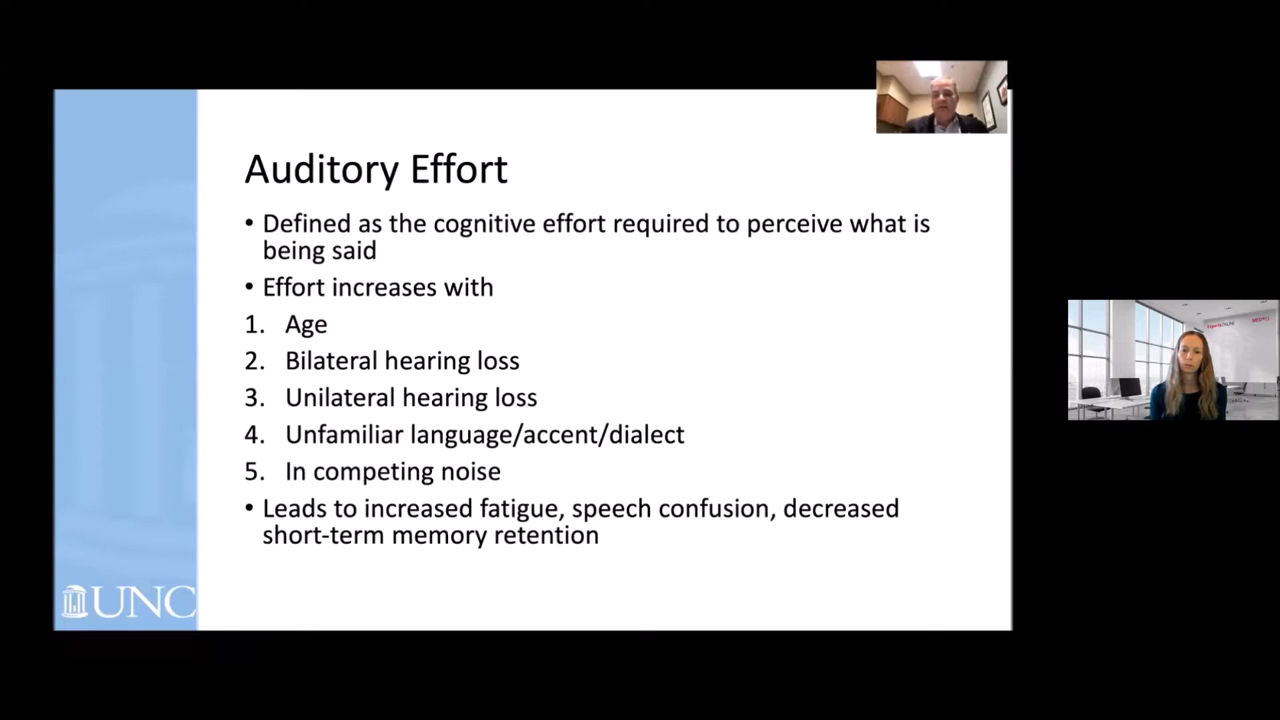 Auditory Effort
• Defined as the cognitive effort required to perceive what is
being said
• Effort increases with
1. Age
2. Bilateral hearing loss
3. Unilateral hearing loss
4. Unfamiliar language/accent/dialect
5. In competing noise
• Leads to increased fatigue, speech confusion, decreased
short-term memory retention
UNC